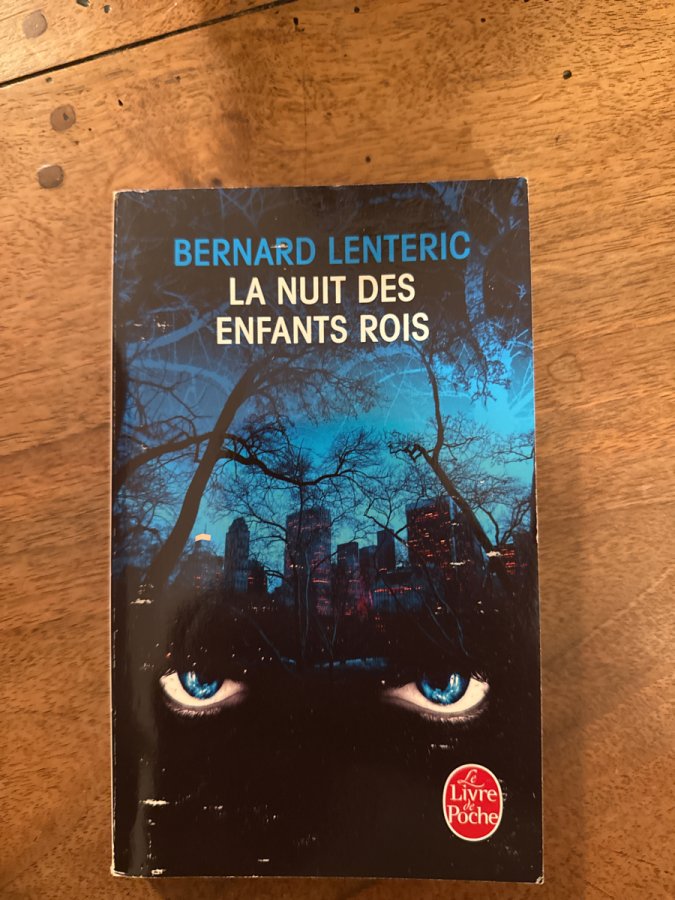 BERNARD LENTERIC
LA NUIT DES
ENFANTS ROIS
Le
Livre
de
Poche